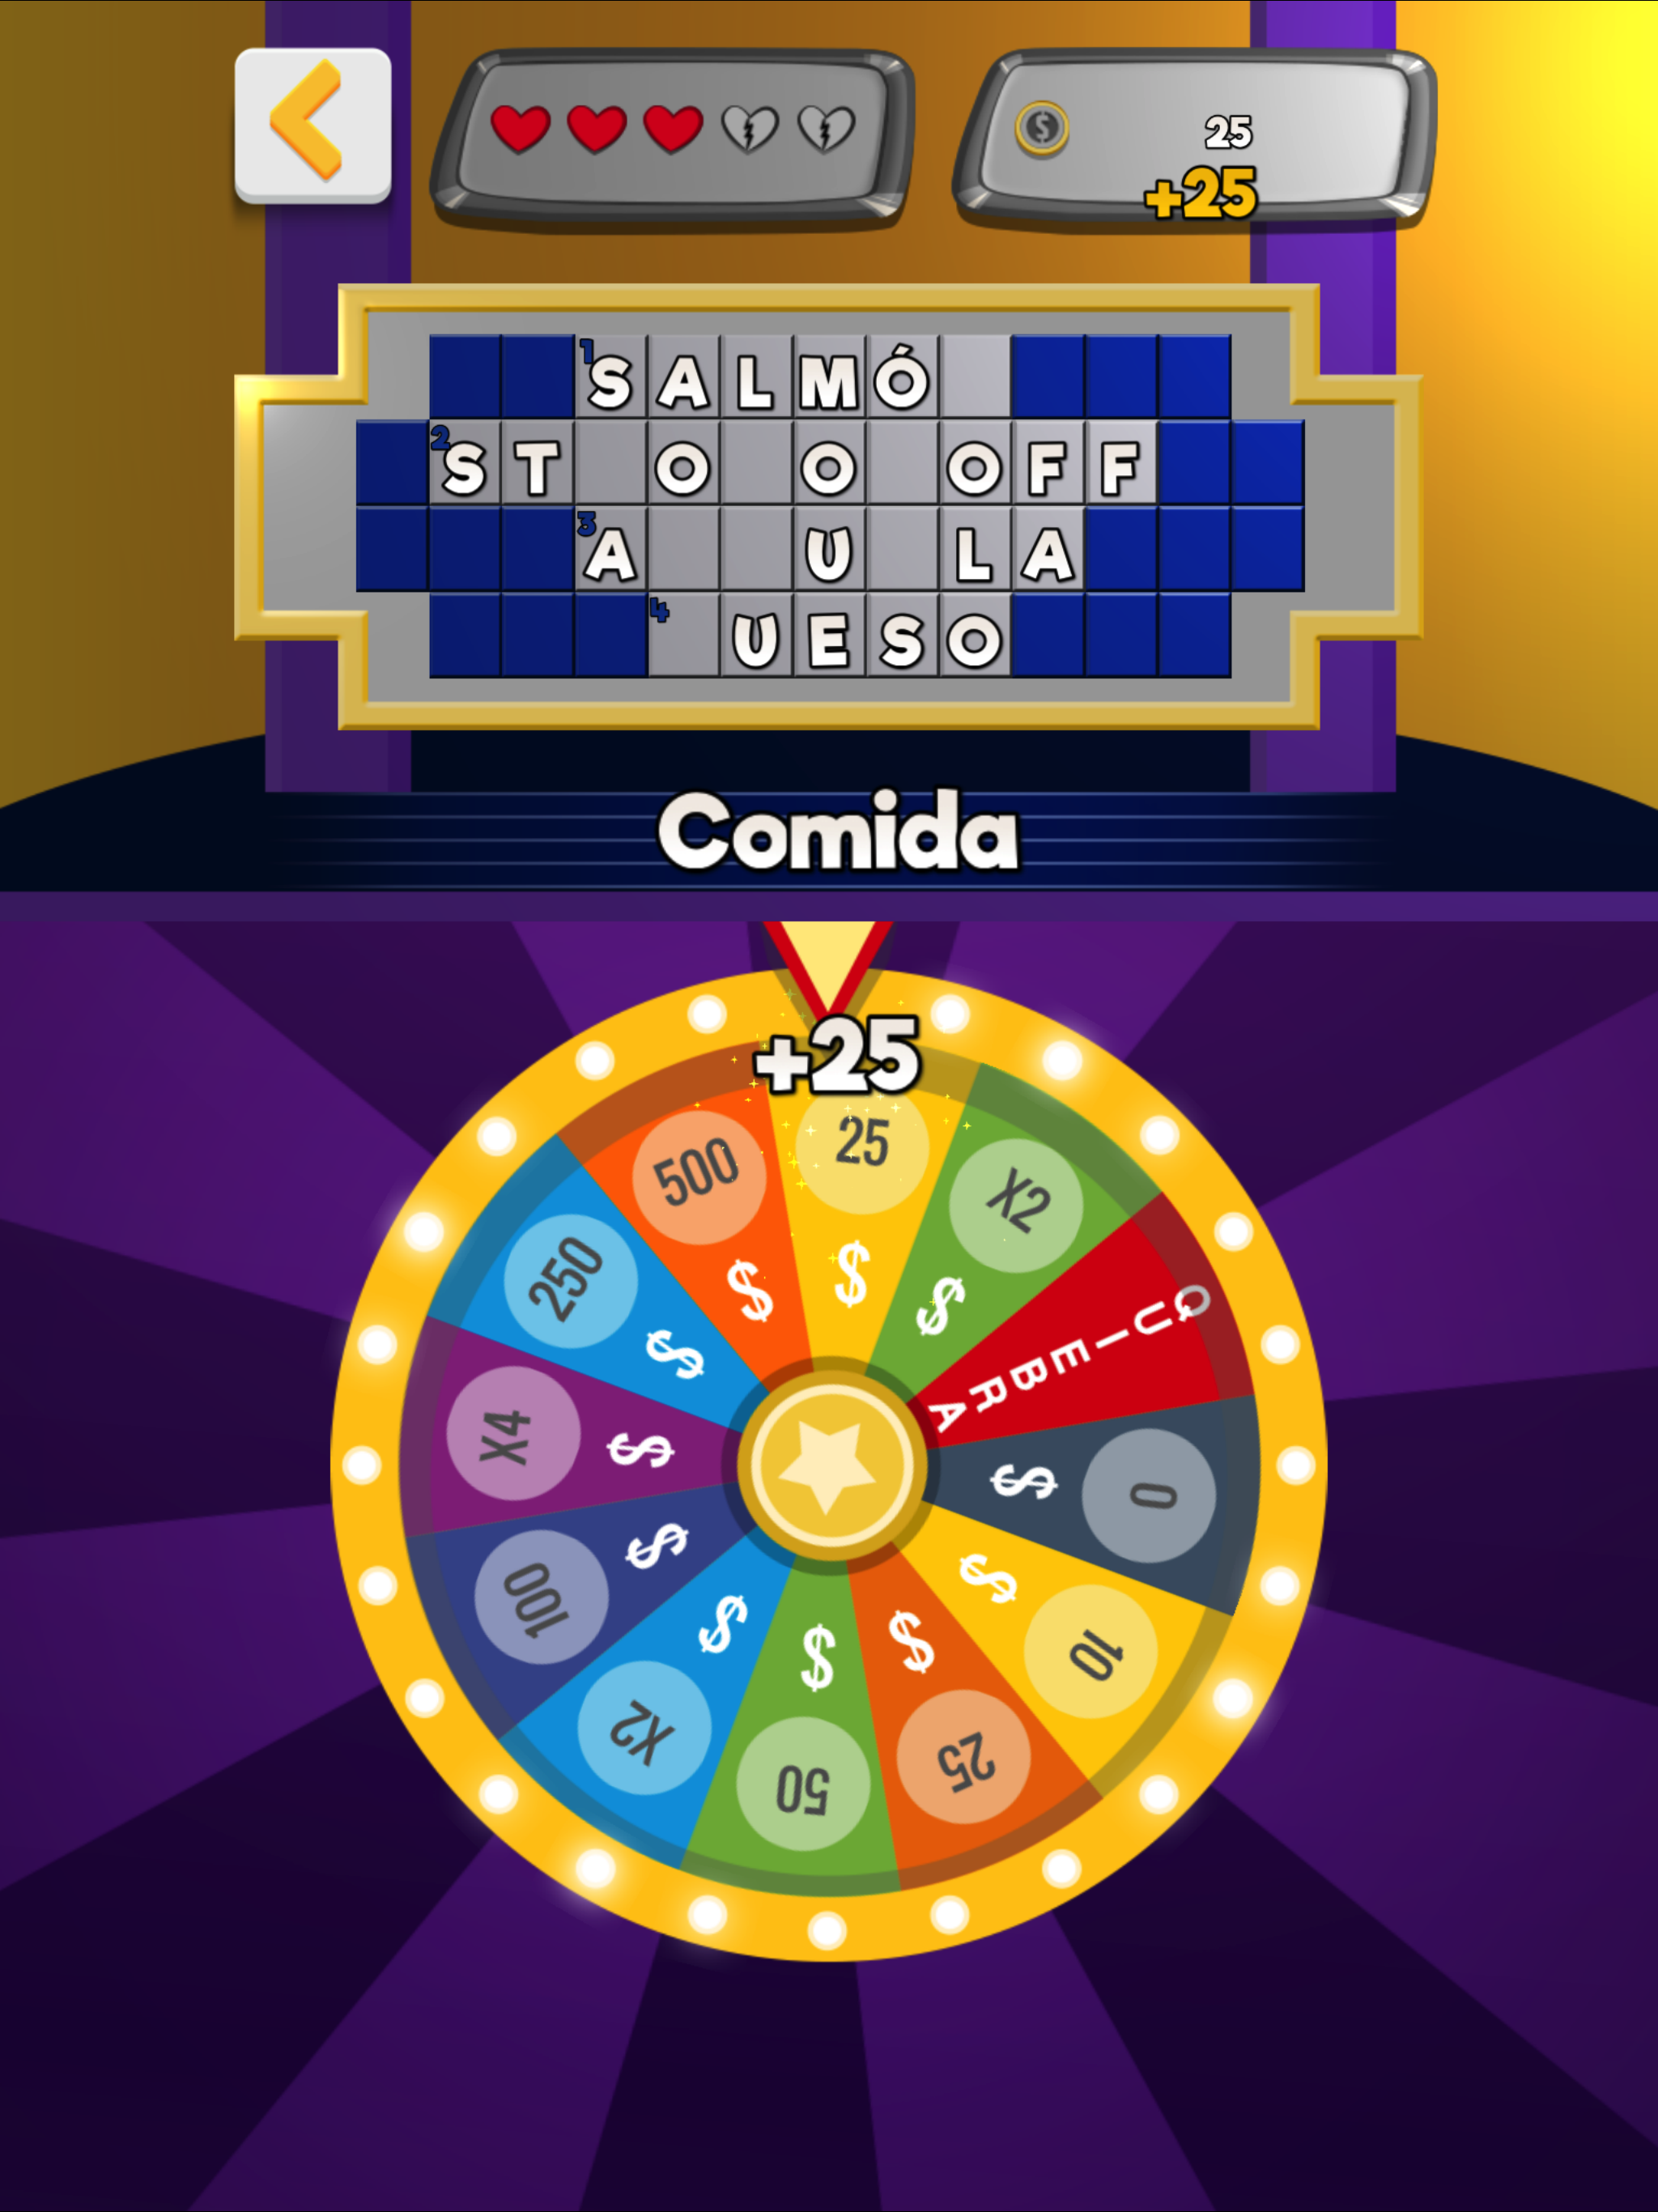 25
+25
1 SALMÓ
2 ST O O OFF
3 A U LA
4 UESO
Comida
+25
25
X2
QUIEBRA
0
10
25
50
X2
100
X4
250
500
$ $ $ $ $ $ $ $ $ $ $